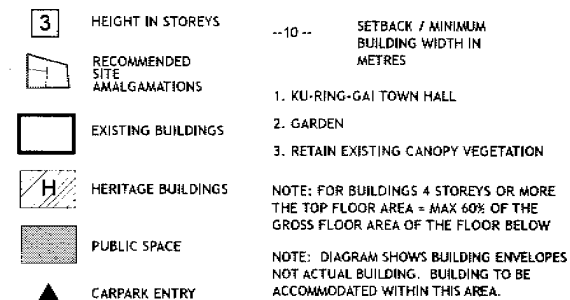 3 HEIGHT IN STOREYS
RECOMMENDED
SITE
AMALGAMATIONS
EXISTING BUILDINGS
H HERITAGE BUILDINGS
PUBLIC SPACE
CARPARK ENTRY
--10-- SETBACK / MINIMUM
BUILDING WIDTH IN
METRES
1. KU-RING-GAI TOWN HALL
2. GARDEN
3. RETAIN EXISTING CANOPY VEGETATION
NOTE: FOR BUILDINGS 4 STOREYS OR MORE
THE TOP FLOOR AREA = MAX 60% OF THE
GROSS FLOOR AREA OF THE FLOOR BELOW
NOTE: DIAGRAM SHOWS BUILDING ENVELOPES
NOT ACTUAL BUILDING. BUILDING TO BE
ACCOMMODATED WITHIN THIS AREA.